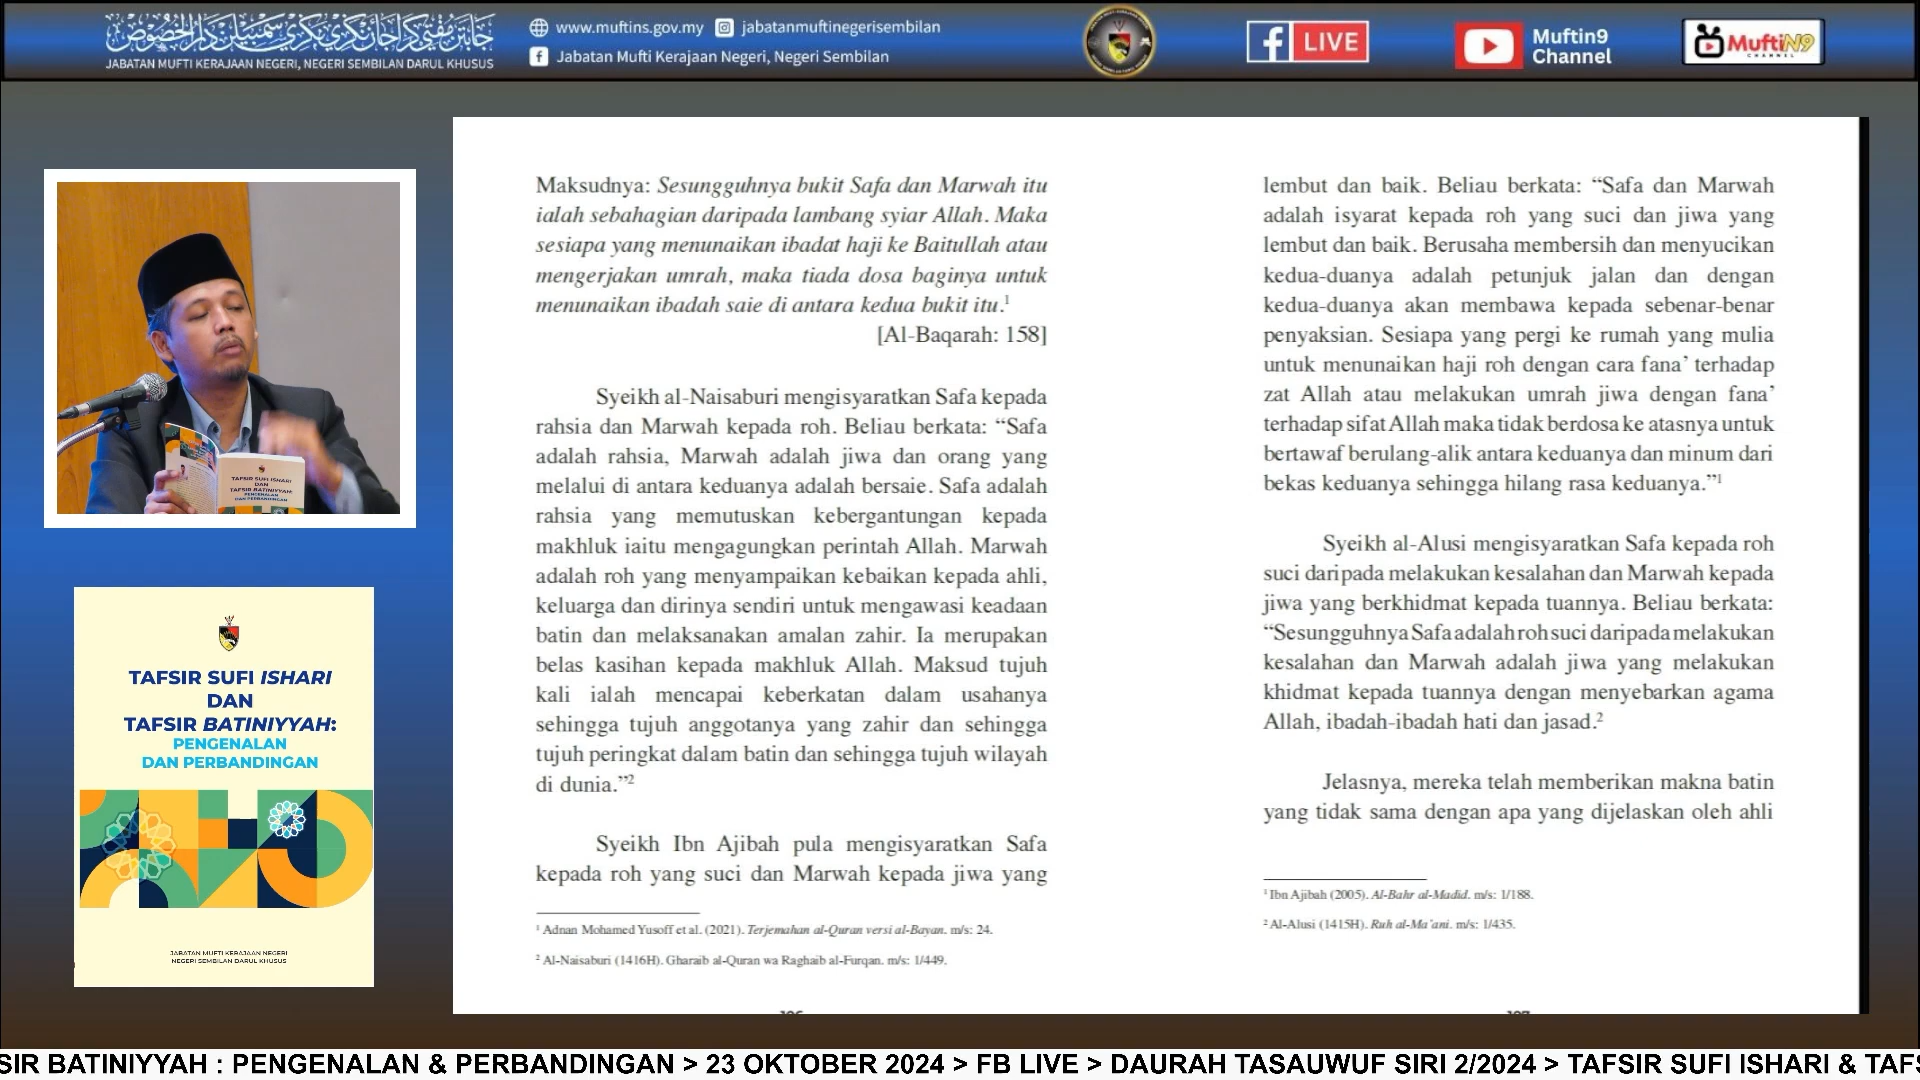 جابتن مفتي كراجاءن نݢري نݢري سمبيلن دارالخصوص
JABATAN MUFTI KERAJAAN NEGERI, NEGERI SEMBILAN DARUL KHUSUS
www.muftins.gov.my jabatanmuftinegerisembilan
Jabatan Mufti Kerajaan Negeri, Negeri Sembilan
LIVE
Muftin9
Channel
MuftiN9
CHANNEL
TAFSIR SUFI ISHARI
DAN
TAFSIR BATINIYYAH:
PENGENALAN
DAN PERBANDINGAN
TAFSIR SUFI ISHARI
DAN
TAFSIR BATINIYYAH:
PENGENALAN
DAN PERBANDINGAN
JABATAN MUFTI KERAJAAN NEGERI
NEGERI SEMBILAN DARUL KHUSUS
Maksudnya: Sesungguhnya bukit Safa dan Marwah itu
ialah sebahagian daripada lambang syiar Allah. Maka
sesiapa yang menunaikan ibadat haji ke Baitullah atau
mengerjakan umrah, maka tiada dosa baginya untuk
menunaikan ibadah saie di antara kedua bukit itu.¹
[Al-Baqarah: 158]
Syeikh al-Naisaburi mengisyaratkan Safa kepada
rahsia dan Marwah kepada roh. Beliau berkata: “Safa
adalah rahsia, Marwah adalah jiwa dan orang yang
melalui di antara keduanya adalah bersaie. Safa adalah
rahsia yang memutuskan kebergantungan kepada
makhluk iaitu mengagungkan perintah Allah. Marwah
adalah roh yang menyampaikan kebaikan kepada ahli,
keluarga dan dirinya sendiri untuk mengawasi keadaan
batin dan melaksanakan amalan zahir. Ia merupakan
belas kasihan kepada makhluk Allah. Maksud tujuh
kali ialah mencapai keberkatan dalam usahanya
sehingga tujuh anggotanya yang zahir dan sehingga
tujuh peringkat dalam batin dan sehingga tujuh wilayah
di dunia.”²
Syeikh Ibn Ajibah pula mengisyaratkan Safa
kepada roh yang suci dan Marwah kepada jiwa yang
¹ Adnan Mohamed Yusoff et al. (2021). Terjemahan al-Quran versi al-Bayan. m/s: 24.
² Al-Naisaburi (1416H). Gharaib al-Quran wa Raghaib al-Furqan. m/s: 1/449.
lembut dan baik. Beliau berkata: “Safa dan Marwah
adalah isyarat kepada roh yang suci dan jiwa yang
lembut dan baik. Berusaha membersih dan menyucikan
kedua-duanya adalah petunjuk jalan dan dengan
kedua-duanya akan membawa kepada sebenar-benar
penyaksian. Sesiapa yang pergi ke rumah yang mulia
untuk menunaikan haji roh dengan cara fana’ terhadap
zat Allah atau melakukan umrah jiwa dengan fana’
terhadap sifat Allah maka tidak berdosa ke atasnya untuk
bertawaf berulang-alik antara keduanya dan minum dari
bekas keduanya sehingga hilang rasa keduanya.”¹
Syeikh al-Alusi mengisyaratkan Safa kepada roh
suci daripada melakukan kesalahan dan Marwah kepada
jiwa yang berkhidmat kepada tuannya. Beliau berkata:
“Sesungguhnya Safa adalah roh suci daripada melakukan
kesalahan dan Marwah adalah jiwa yang melakukan
khidmat kepada tuannya dengan menyebarkan agama
Allah, ibadah-ibadah hati dan jasad.²
Jelasnya, mereka telah memberikan makna batin
yang tidak sama dengan apa yang dijelaskan oleh ahli
¹ Ibn Ajibah (2005). Al-Bahr al-Madid. m/s: 1/188.
² Al-Alusi (1415H). Ruh al-Ma’ani. m/s: 1/435.
SIR BATINIYYAH : PENGENALAN & PERBANDINGAN > 23 OKTOBER 2024 > FB LIVE > DAURAH TASAUWUF SIRI 2/2024 > TAFSIR SUFI ISHARI & TAFS